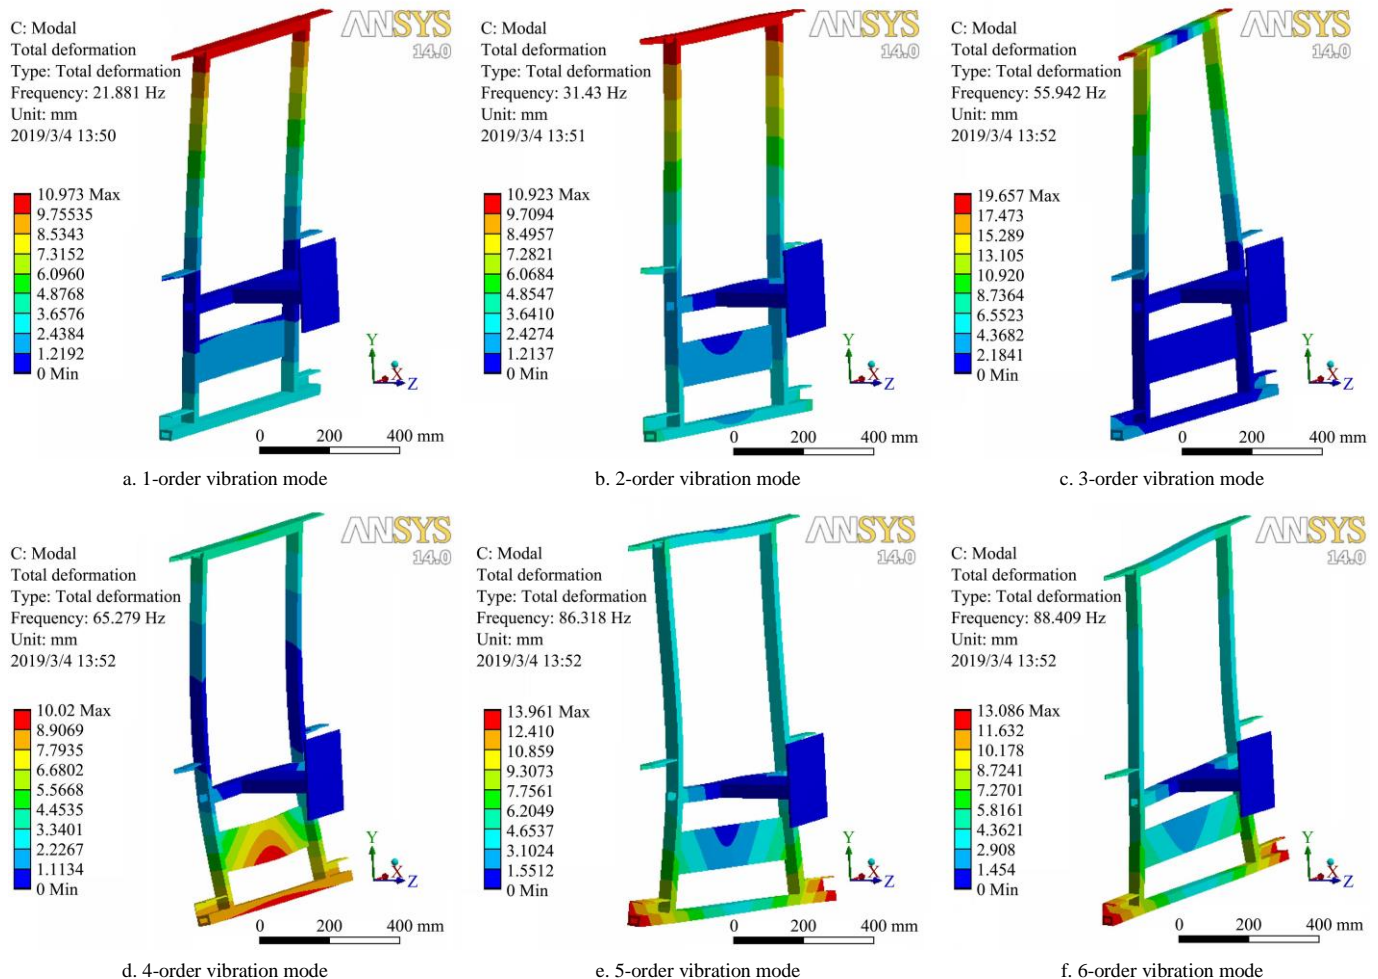 C: Modal
Total deformation
Type: Total deformation
Frequency: 21.881 Hz
Unit: mm
2019/3/4 13:50
ANSYS
14.0
10.973 Max
9.75535
8.5343
7.3152
6.0960
4.8768
3.6576
2.4384
1.2192
0 Min
Y
X
Z
0 200 400 mm
a. 1-order vibration mode
C: Modal
Total deformation
Type: Total deformation
Frequency: 31.43 Hz
Unit: mm
2019/3/4 13:51
ANSYS
14.0
10.923 Max
9.7094
8.4957
7.2821
6.0684
4.8547
3.6410
2.4274
1.2137
0 Min
Y
X
Z
0 200 400 mm
b. 2-order vibration mode
C: Modal
Total deformation
Type: Total deformation
Frequency: 55.942 Hz
Unit: mm
2019/3/4 13:52
ANSYS
14.0
19.657 Max
17.473
15.289
13.105
10.920
8.7364
6.5523
4.3682
2.1841
0 Min
Y
X
Z
0 200 400 mm
c. 3-order vibration mode
C: Modal
Total deformation
Type: Total deformation
Frequency: 65.279 Hz
Unit: mm
2019/3/4 13:52
ANSYS
14.0
10.02 Max
8.9069
7.7935
6.6802
5.5668
4.4535
3.3401
2.2267
1.1134
0 Min
Y
X
Z
0 200 400 mm
d. 4-order vibration mode
C: Modal
Total deformation
Type: Total deformation
Frequency: 86.318 Hz
Unit: mm
2019/3/4 13:52
ANSYS
14.0
13.961 Max
12.410
10.859
9.3073
7.7561
6.2049
4.6537
3.1024
1.5512
0 Min
Y
X
Z
0 200 400 mm
e. 5-order vibration mode
C: Modal
Total deformation
Type: Total deformation
Frequency: 88.409 Hz
Unit: mm
2019/3/4 13:52
ANSYS
14.0
13.086 Max
11.632
10.178
8.7241
7.2701
5.8161
4.3621
2.908
1.454
0 Min
Y
X
Z
0 200 400 mm
f. 6-order vibration mode